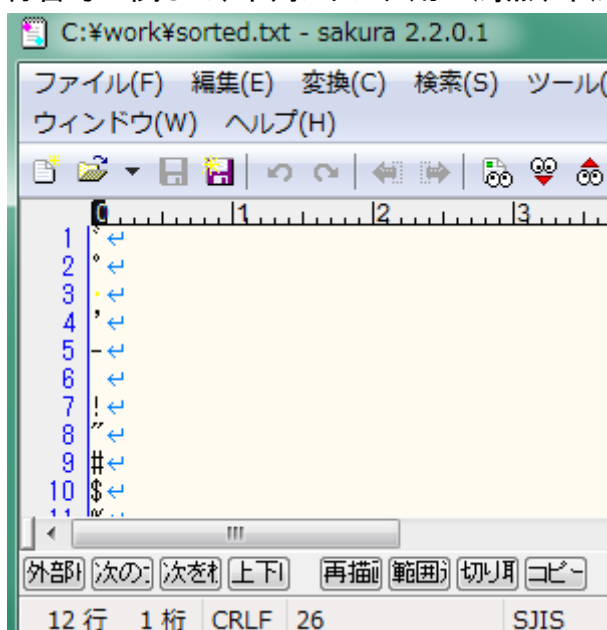 C:¥work¥sorted.txt - sakura 2.2.0.1
ファイル(F) 編集(E) 変換(C) 検索(S) ツール(
ウィンドウ(W) ヘルプ(H)
0 1 2 3
1 `
2 °
3
4 '
5 -
6
7 !
8 "
9 #
10 $
11 %
外部 次の 次を 上下 再描 範囲 切り コピー
12 行 1 桁 CRLF 26 SJIS